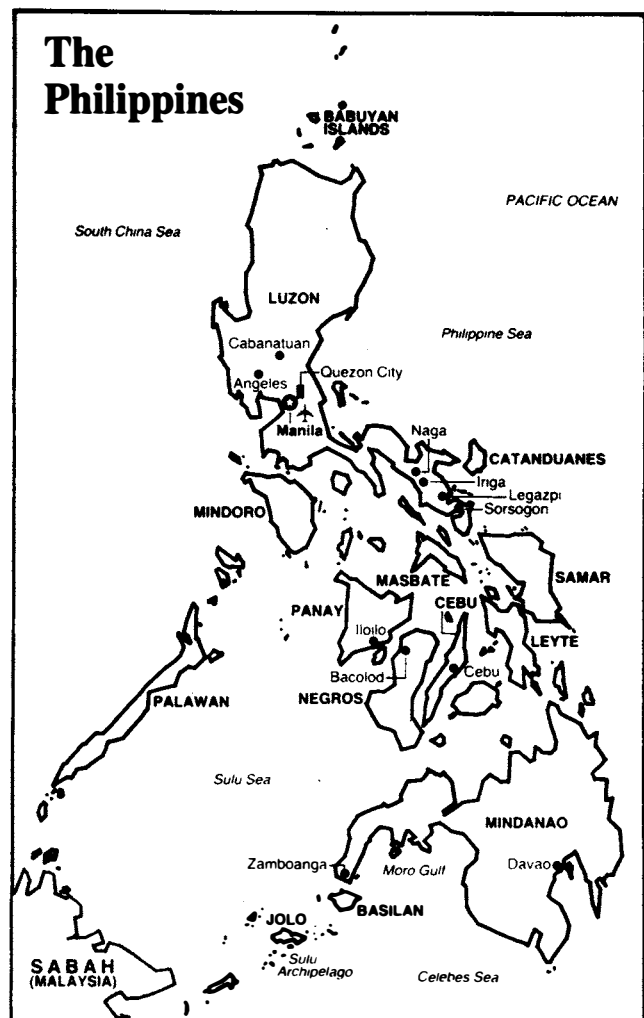 The
Philippines
BABUYAN
ISLANDS
PACIFIC OCEAN
South China Sea
LUZON
Philippine Sea
Cabanatuan
Quezon City
Angeles
Manila
Naga
CATANDUANES
Iriga
Legazpi
Sorsogon
MINDORO
MASBATE
SAMAR
PANAY
CEBU
Iloilo
LEYTE
Bacolod
Cebu
NEGROS
PALAWAN
Sulu Sea
MINDANAO
Zamboanga
Moro Gulf
Davao
BASILAN
JOLO
Sulu
Archipelago
SABAH
(MALAYSIA)
Celebes Sea